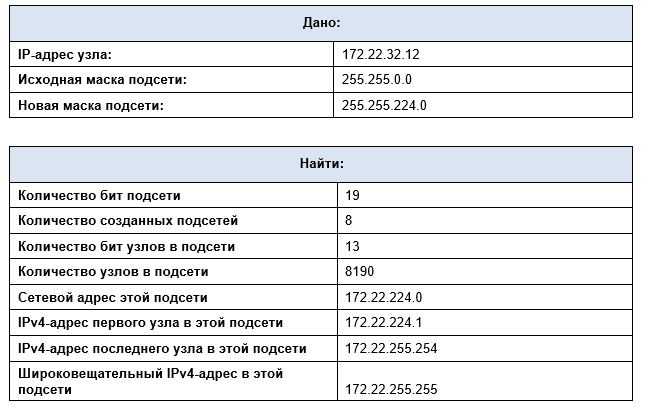 Дано:
IP-адрес узла: 172.22.32.12
Исходная маска подсети: 255.255.0.0
Новая маска подсети: 255.255.224.0
Найти:
Количество бит подсети 19
Количество созданных подсетей 8
Количество бит узлов в подсети 13
Количество узлов в подсети 8190
Сетевой адрес этой подсети 172.22.224.0
IPv4-адрес первого узла в этой подсети 172.22.224.1
IPv4-адрес последнего узла в этой подсети 172.22.255.254
Широковещательный IPv4-адрес в этой
подсети 172.22.255.255